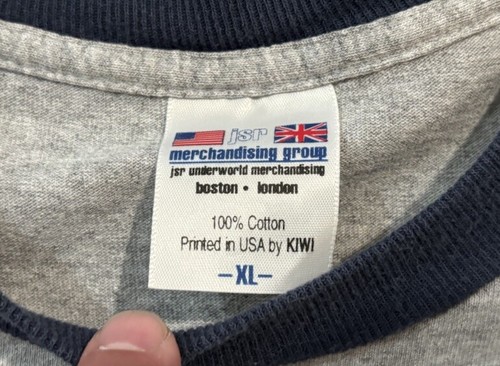 jsr
merchandising group
jsr underworld merchandising
boston • london
100% Cotton
Printed in USA by KIWI
-XL-